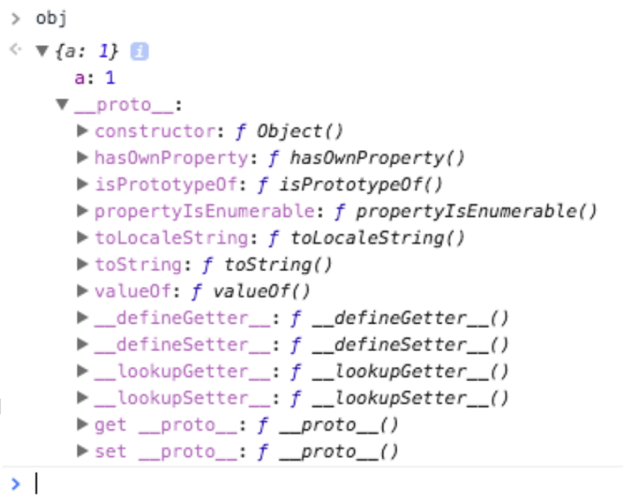 > obj
{a: 1} i
a: 1
__proto__:
constructor: ƒ Object()
hasOwnProperty: ƒ hasOwnProperty()
isPrototypeOf: ƒ isPrototypeOf()
propertyIsEnumerable: ƒ propertyIsEnumerable()
toLocaleString: ƒ toLocaleString()
toString: ƒ toString()
valueOf: ƒ valueOf()
__defineGetter__: ƒ __defineGetter__()
__defineSetter__: ƒ __defineSetter__()
__lookupGetter__: ƒ __lookupGetter__()
__lookupSetter__: ƒ __lookupSetter__()
get __proto__: ƒ __proto__()
set __proto__: ƒ __proto__()
>